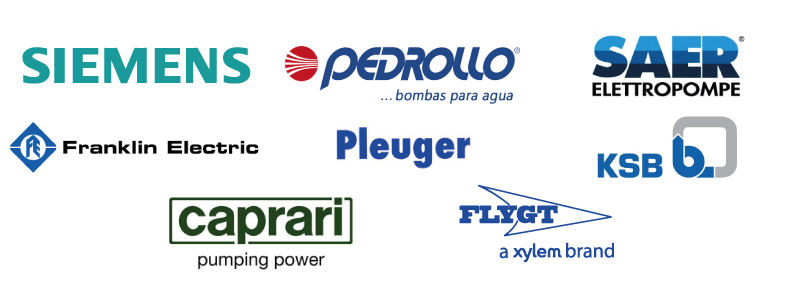 SIEMENS
PEDROLLO®
...bombas para agua
SAER®
ELETTROPOMPE
Franklin Electric
Pleuger
KSB b
caprari
pumping power
FLYGT
a xylem brand